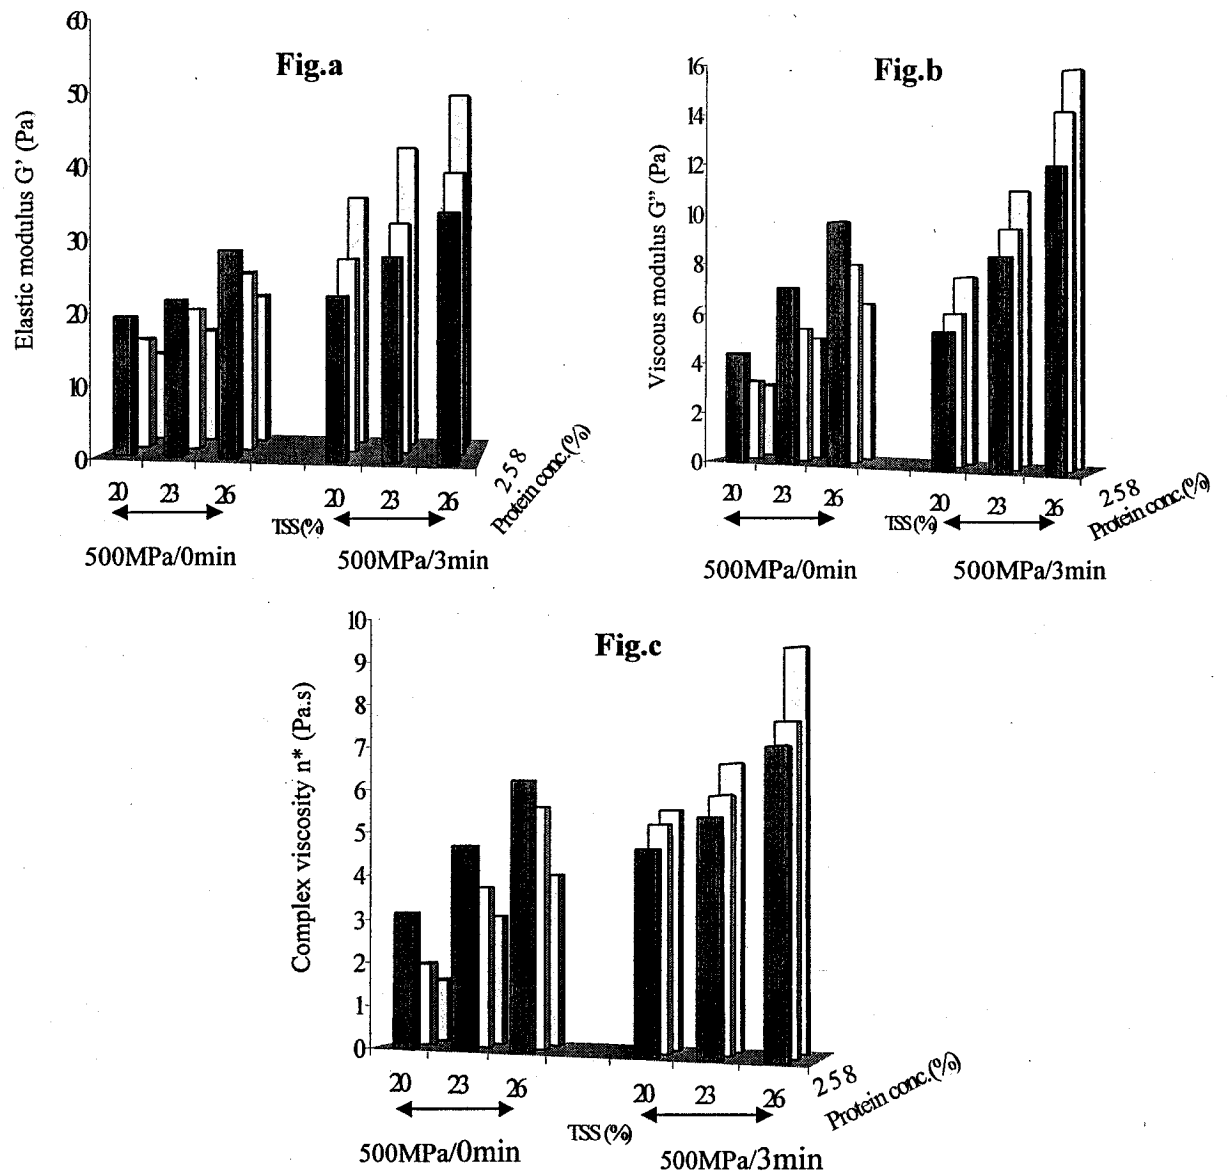 Fig.a
Elastic modulus G' (Pa)
60
50
40
30
20
10
0
20 23 26
TSS(%)
20 23 26
2 5 8
Protein conc.(%)
500MPa/0min
500MPa/3min
Fig.b
Viscous modulus G" (Pa)
16
14
12
10
8
6
4
2
0
20 23 26
TSS(%)
20 23 26
2 5 8
Protein conc.(%)
500MPa/0min
500MPa/3min
Fig.c
Complex viscosity n* (Pa.s)
10
9
8
7
6
5
4
3
2
1
0
20 23 26
TSS(%)
20 23 26
2 5 8
Protein conc.(%)
500MPa/0min
500MPa/3min